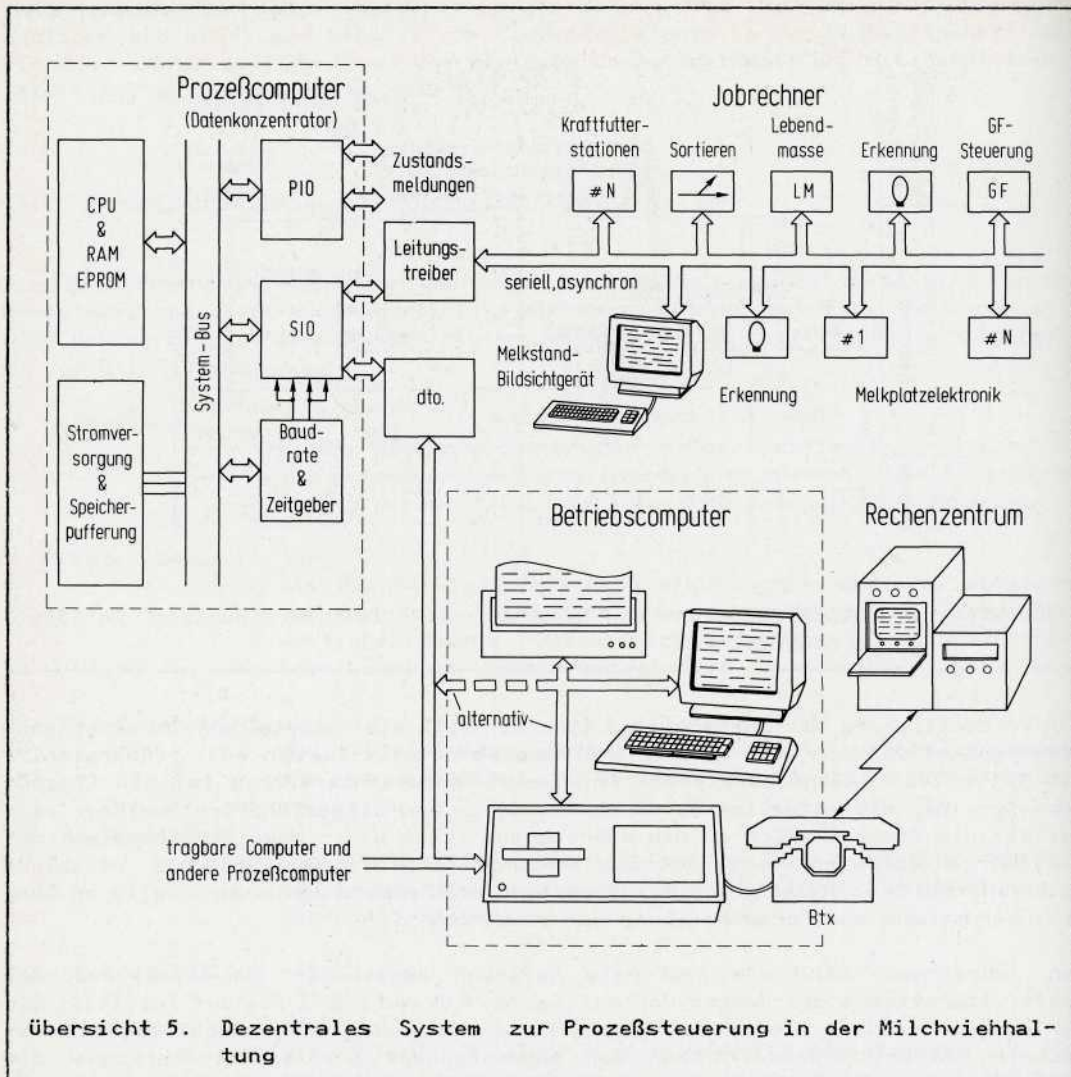 Prozeßcomputer
(Datenkonzentrator)
CPU
&
RAM
EPROM
Stromver-
sorgung
&
Speicher-
pufferung
System-Bus
PIO
SIO
Baud-
rate
&
Zeitgeber
Zustands-
meldungen
Leitungs-
treiber
dto.
Jobrechner
Kraftfutter-
stationen
#N
Sortieren
Lebend-
masse
LM
Erkennung
GF-
Steuerung
GF
seriell,asynchron
Melkstand-
Bildsichtgerät
Erkennung
#1
#N
Melkplatzelektronik
Betriebscomputer
Rechenzentrum
alternativ
tragbare Computer und
andere Prozeßcomputer
Btx
Übersicht 5. Dezentrales System zur Prozeßsteuerung in der Milchviehhal-
tung